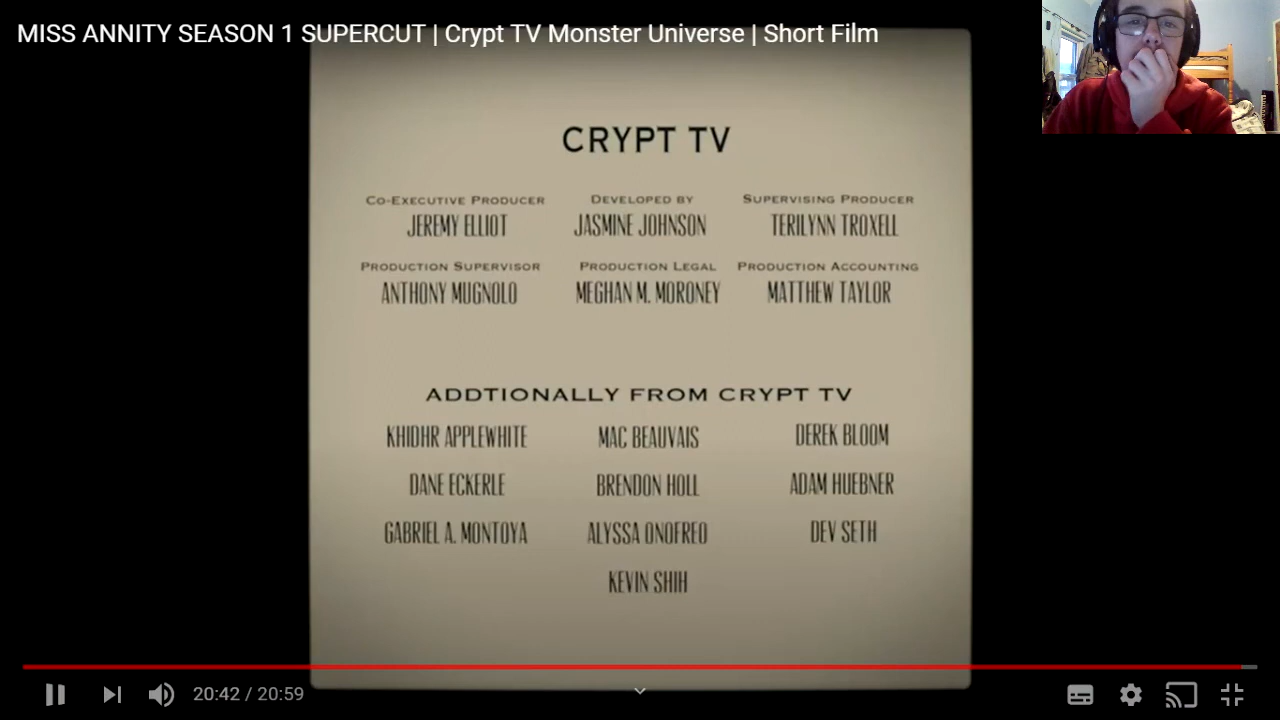 MISS ANNITY SEASON 1 SUPERCUT | Crypt TV Monster Universe | Short Film
CRYPT TV
CO-EXECUTIVE PRODUCER DEVELOPED BY SUPERVISING PRODUCER
JEREMY ELLIOT JASMINE JOHNSON TERILYNN TROXELL
PRODUCTION SUPERVISOR PRODUCTION LEGAL PRODUCTION ACCOUNTING
ANTHONY MUGNOLO MEGHAN M. MORONEY MATTHEW TAYLOR
ADDTIONALLY FROM CRYPT TV
KHIDHR APPLEWHITE MAC BEAUVAIS DEREK BLOOM
DANE ECKERLE BRENDON HOLL ADAM HUEBNER
GABRIEL A. MONTOYA ALYSSA ONOFREO DEV SETH
KEVIN SHIH
20:42 / 20:59